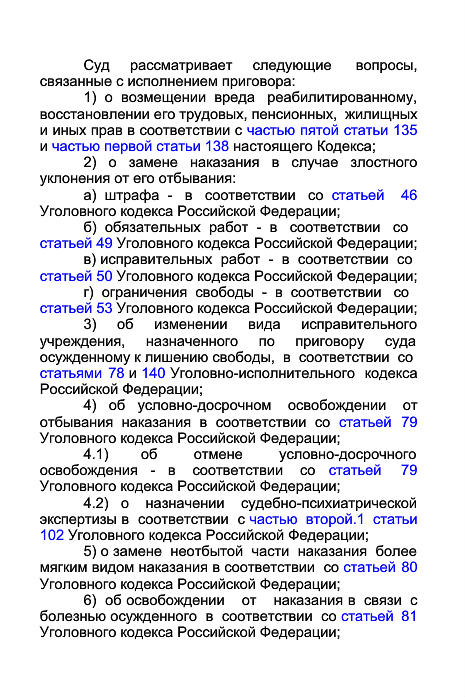 Суд рассматривает следующие вопросы,
связанные с исполнением приговора:
1) о возмещении вреда реабилитированному,
восстановлении его трудовых, пенсионных, жилищных
и иных прав в соответствии с частью пятой статьи 135
и частью первой статьи 138 настоящего Кодекса;
2) о замене наказания в случае злостного
уклонения от его отбывания:
а) штрафа - в соответствии со статьей 46
Уголовного кодекса Российской Федерации;
б) обязательных работ - в соответствии со
статьей 49 Уголовного кодекса Российской Федерации;
в) исправительных работ - в соответствии со
статьей 50 Уголовного кодекса Российской Федерации;
г) ограничения свободы - в соответствии со
статьей 53 Уголовного кодекса Российской Федерации;
3) об изменении вида исправительного
учреждения, назначенного по приговору суда
осужденному к лишению свободы, в соответствии со
статьями 78 и 140 Уголовно-исполнительного кодекса
Российской Федерации;
4) об условно-досрочном освобождении от
отбывания наказания в соответствии со статьей 79
Уголовного кодекса Российской Федерации;
4.1) об отмене условно-досрочного
освобождения - в соответствии со статьей 79
Уголовного кодекса Российской Федерации;
4.2) о назначении судебно-психиатрической
экспертизы в соответствии с частью второй.1 статьи
102 Уголовного кодекса Российской Федерации;
5) о замене неотбытой части наказания более
мягким видом наказания в соответствии со статьей 80
Уголовного кодекса Российской Федерации;
6) об освобождении от наказания в связи с
болезнью осужденного в соответствии со статьей 81
Уголовного кодекса Российской Федерации;